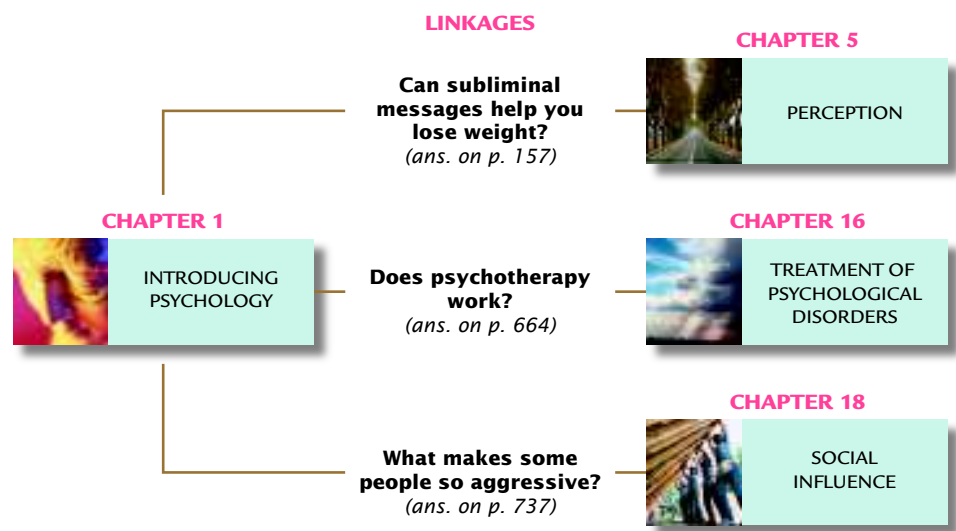 LINKAGES
CHAPTER 5
Can subliminal
messages help you
lose weight?
(ans. on p. 157)
PERCEPTION
CHAPTER 1
INTRODUCING
PSYCHOLOGY
CHAPTER 16
Does psychotherapy
work?
(ans. on p. 664)
TREATMENT OF
PSYCHOLOGICAL
DISORDERS
CHAPTER 18
What makes some
people so aggressive?
(ans. on p. 737)
SOCIAL
INFLUENCE